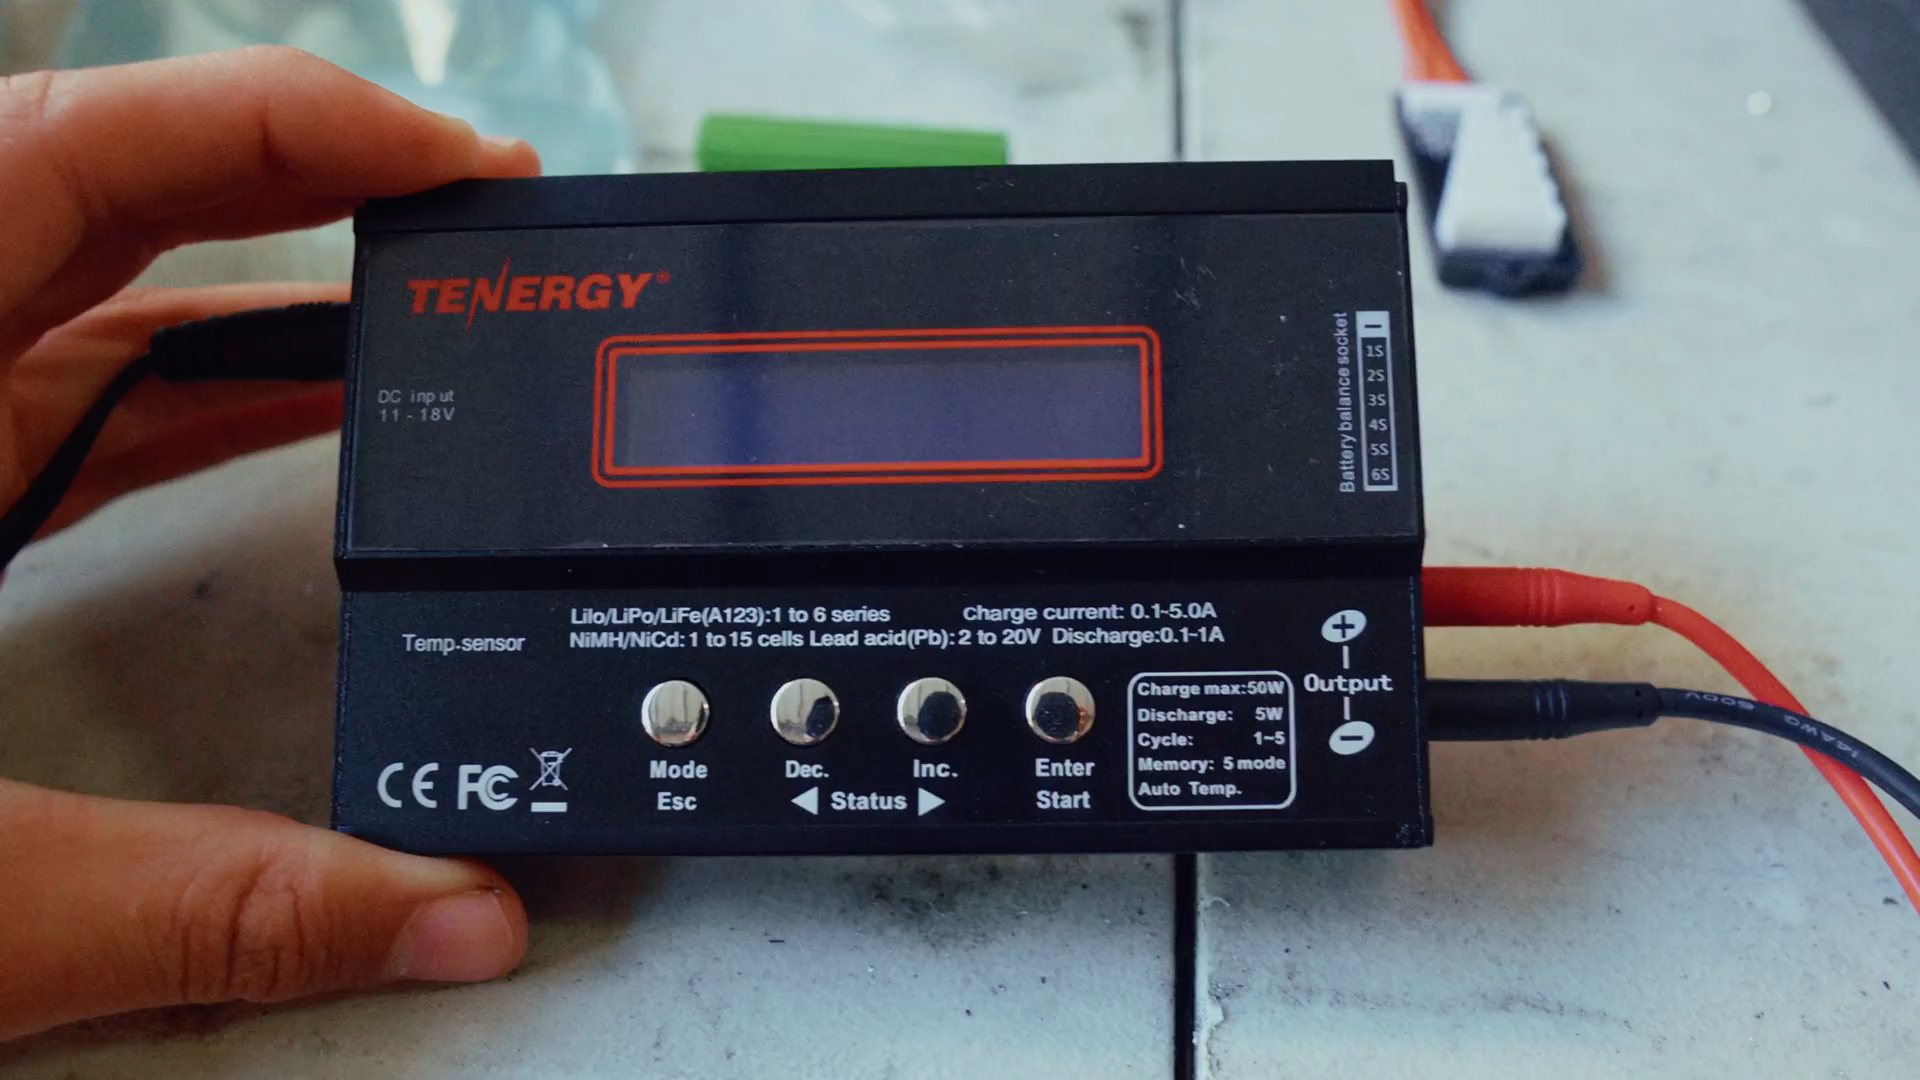 TENERGY®
DC input
11 - 18V
Battery balance socket
1S
2S
3S
4S
5S
6S
LiIo/LiPo/LiFe(A123):1 to 6 series Charge current: 0.1~5.0A
NiMH/NiCd:1 to 15 cells Lead acid(Pb): 2 to 20V Discharge:0.1~1A
Temp.sensor
Charge max:50W
Discharge: 5W
Cycle: 1~5
Memory: 5 mode
Auto Temp.
+
Output
−
Mode
Esc
Dec.
Inc.
◀ Status ▶
Enter
Start
CE FC
14AWG 600V